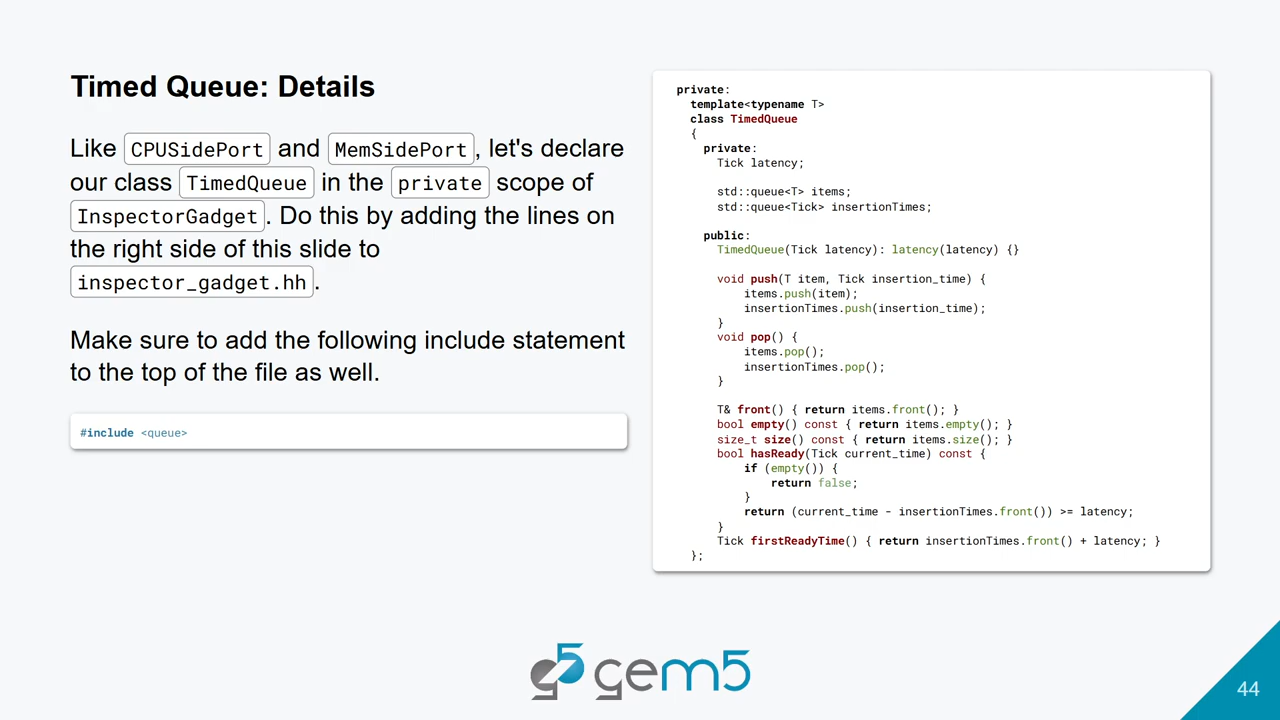 Timed Queue: Details
Like CPUSidePort and MemSidePort, let's declare
our class TimedQueue in the private scope of
InspectorGadget. Do this by adding the lines on
the right side of this slide to
inspector_gadget.hh.
Make sure to add the following include statement
to the top of the file as well.
#include <queue>
private:
template<typename T>
class TimedQueue
{
private:
Tick latency;
std::queue<T> items;
std::queue<Tick> insertionTimes;
public:
TimedQueue(Tick latency): latency(latency) {}
void push(T item, Tick insertion_time) {
items.push(item);
insertionTimes.push(insertion_time);
}
void pop() {
items.pop();
insertionTimes.pop();
}
T& front() { return items.front(); }
bool empty() const { return items.empty(); }
size_t size() const { return items.size(); }
bool hasReady(Tick current_time) const {
if (empty()) {
return false;
}
return (current_time - insertionTimes.front()) >= latency;
}
Tick firstReadyTime() { return insertionTimes.front() + latency; }
};
g5 gem5
44